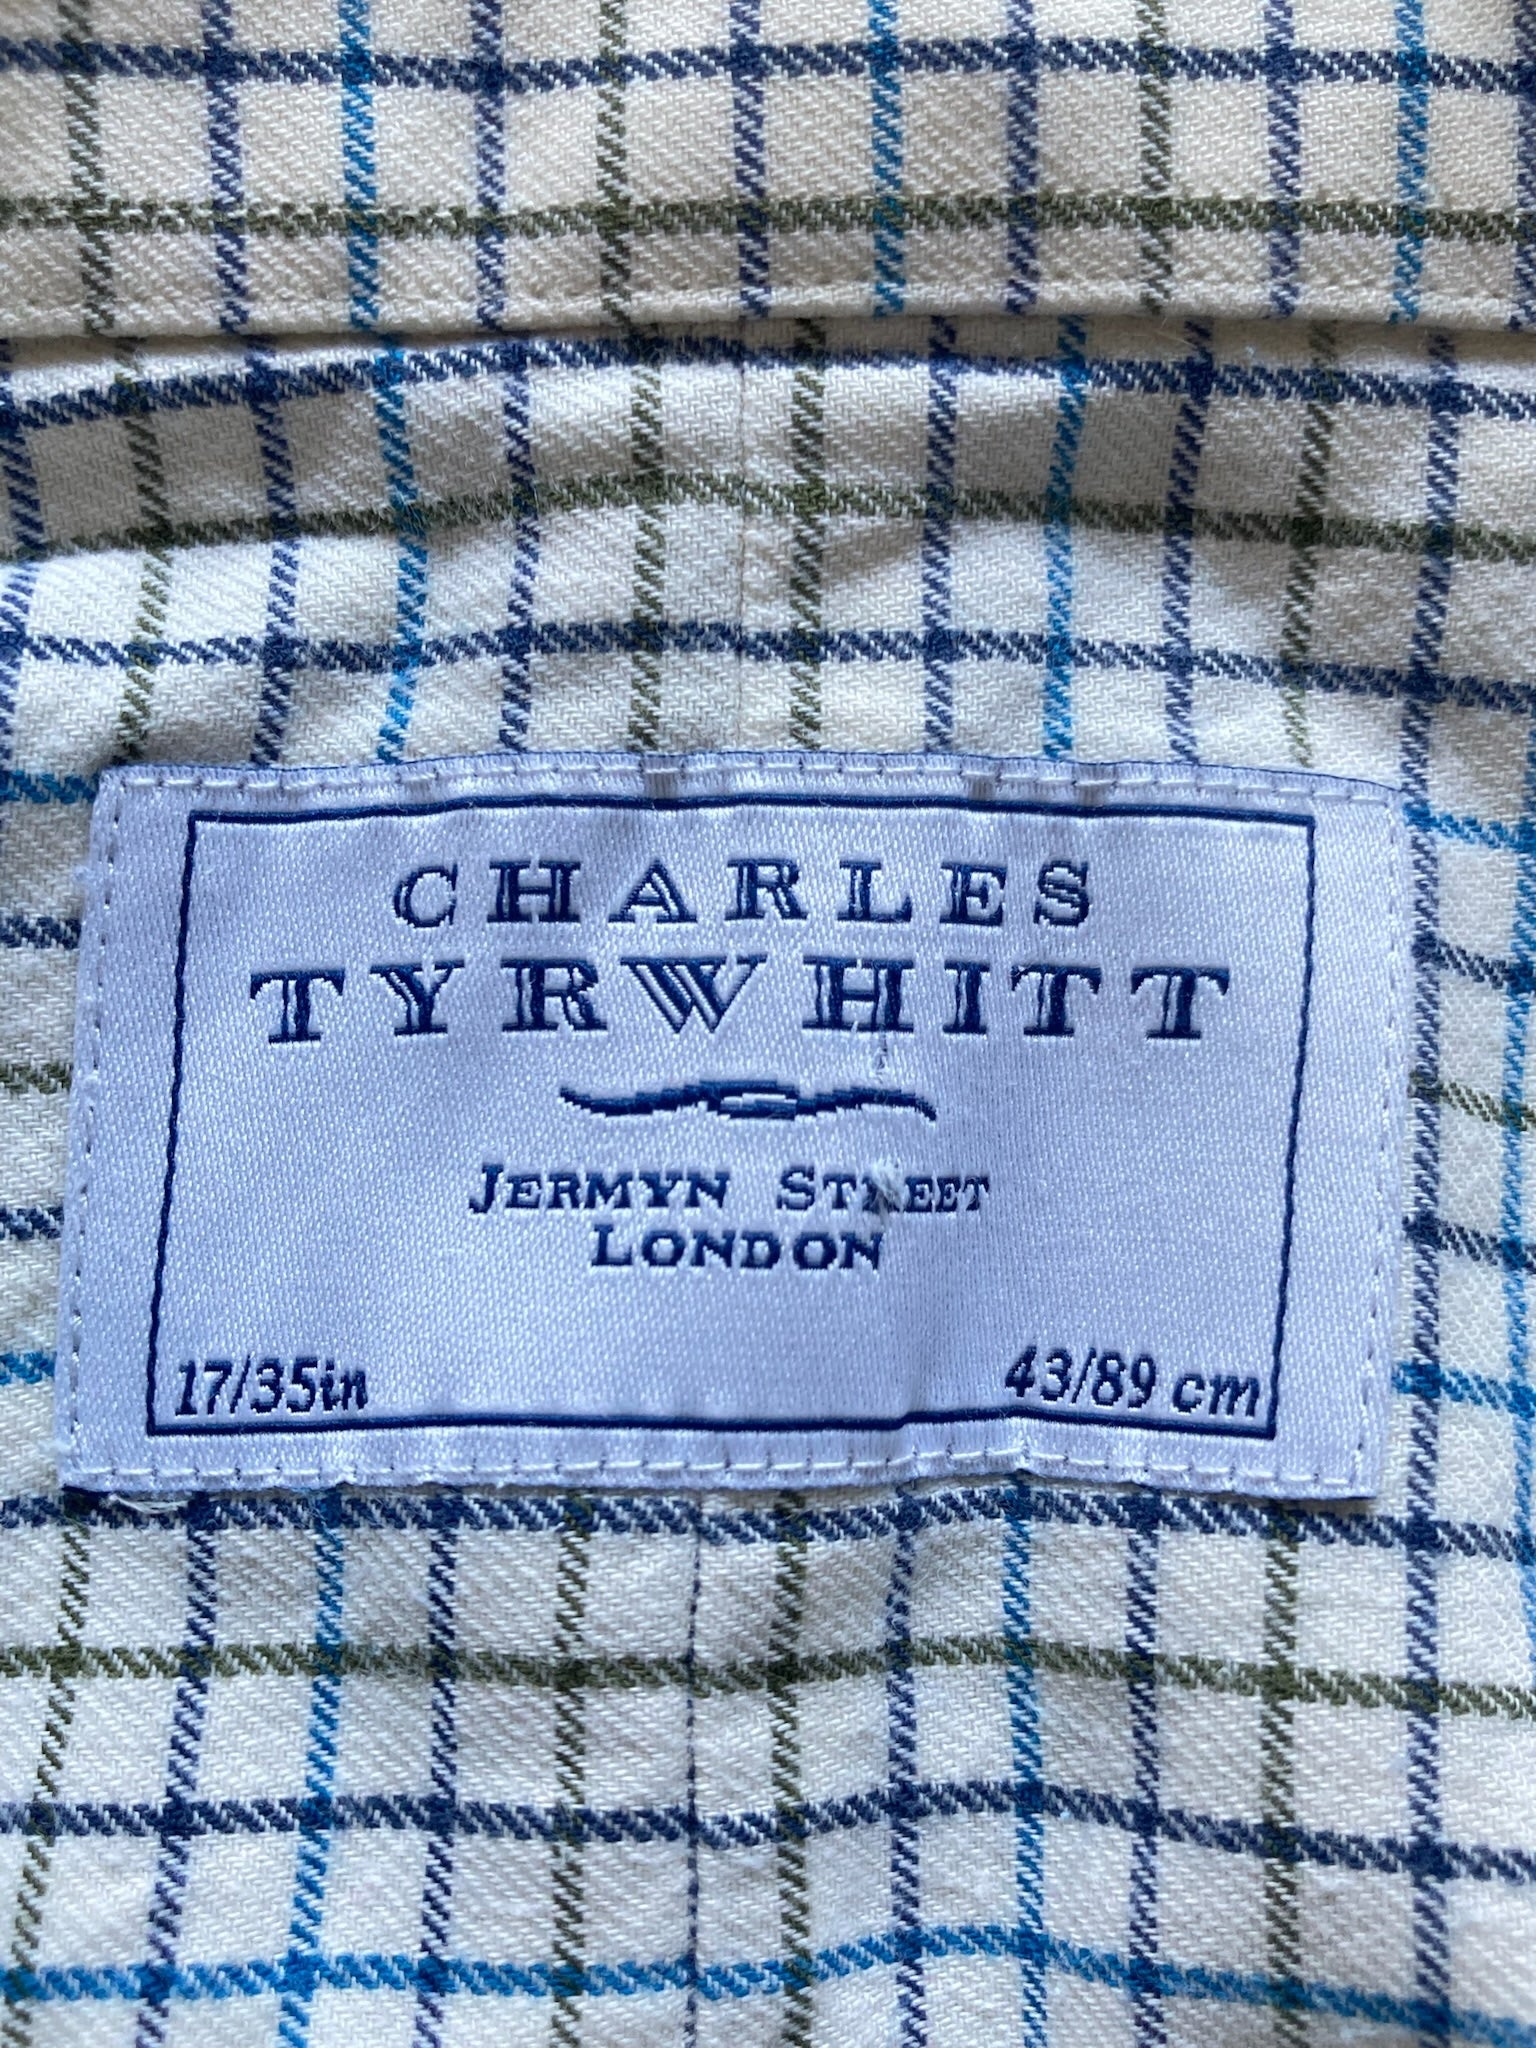 CHARLES
TYRWHITT
JERMYN STREET
LONDON
17/35in 43/89 cm